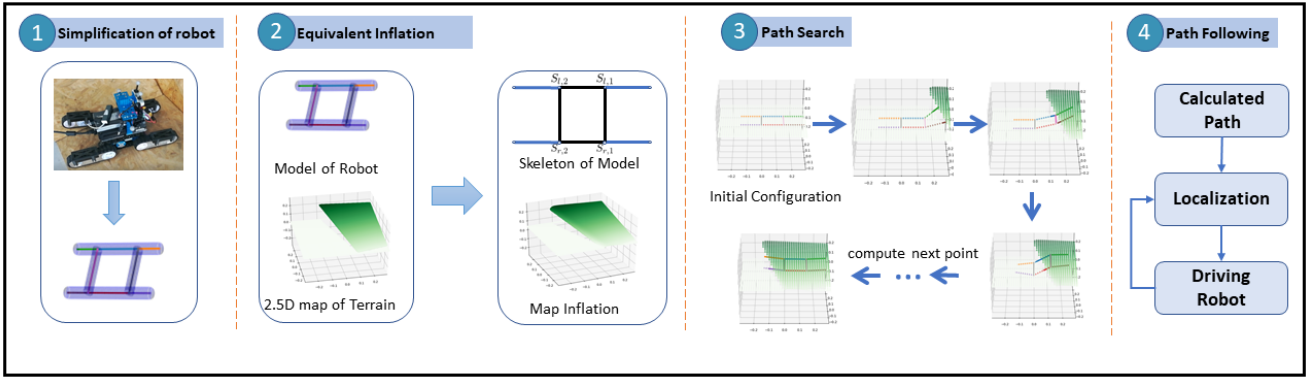 1 Simplification of robot
2 Equivalent Inflation
Model of Robot
2.5D map of Terrain
S_{l,2} S_{l,1}
S_{r,2} S_{r,1}
Skeleton of Model
Map Inflation
3 Path Search
Initial Configuration
compute next point
4 Path Following
Calculated
Path
Localization
Driving
Robot